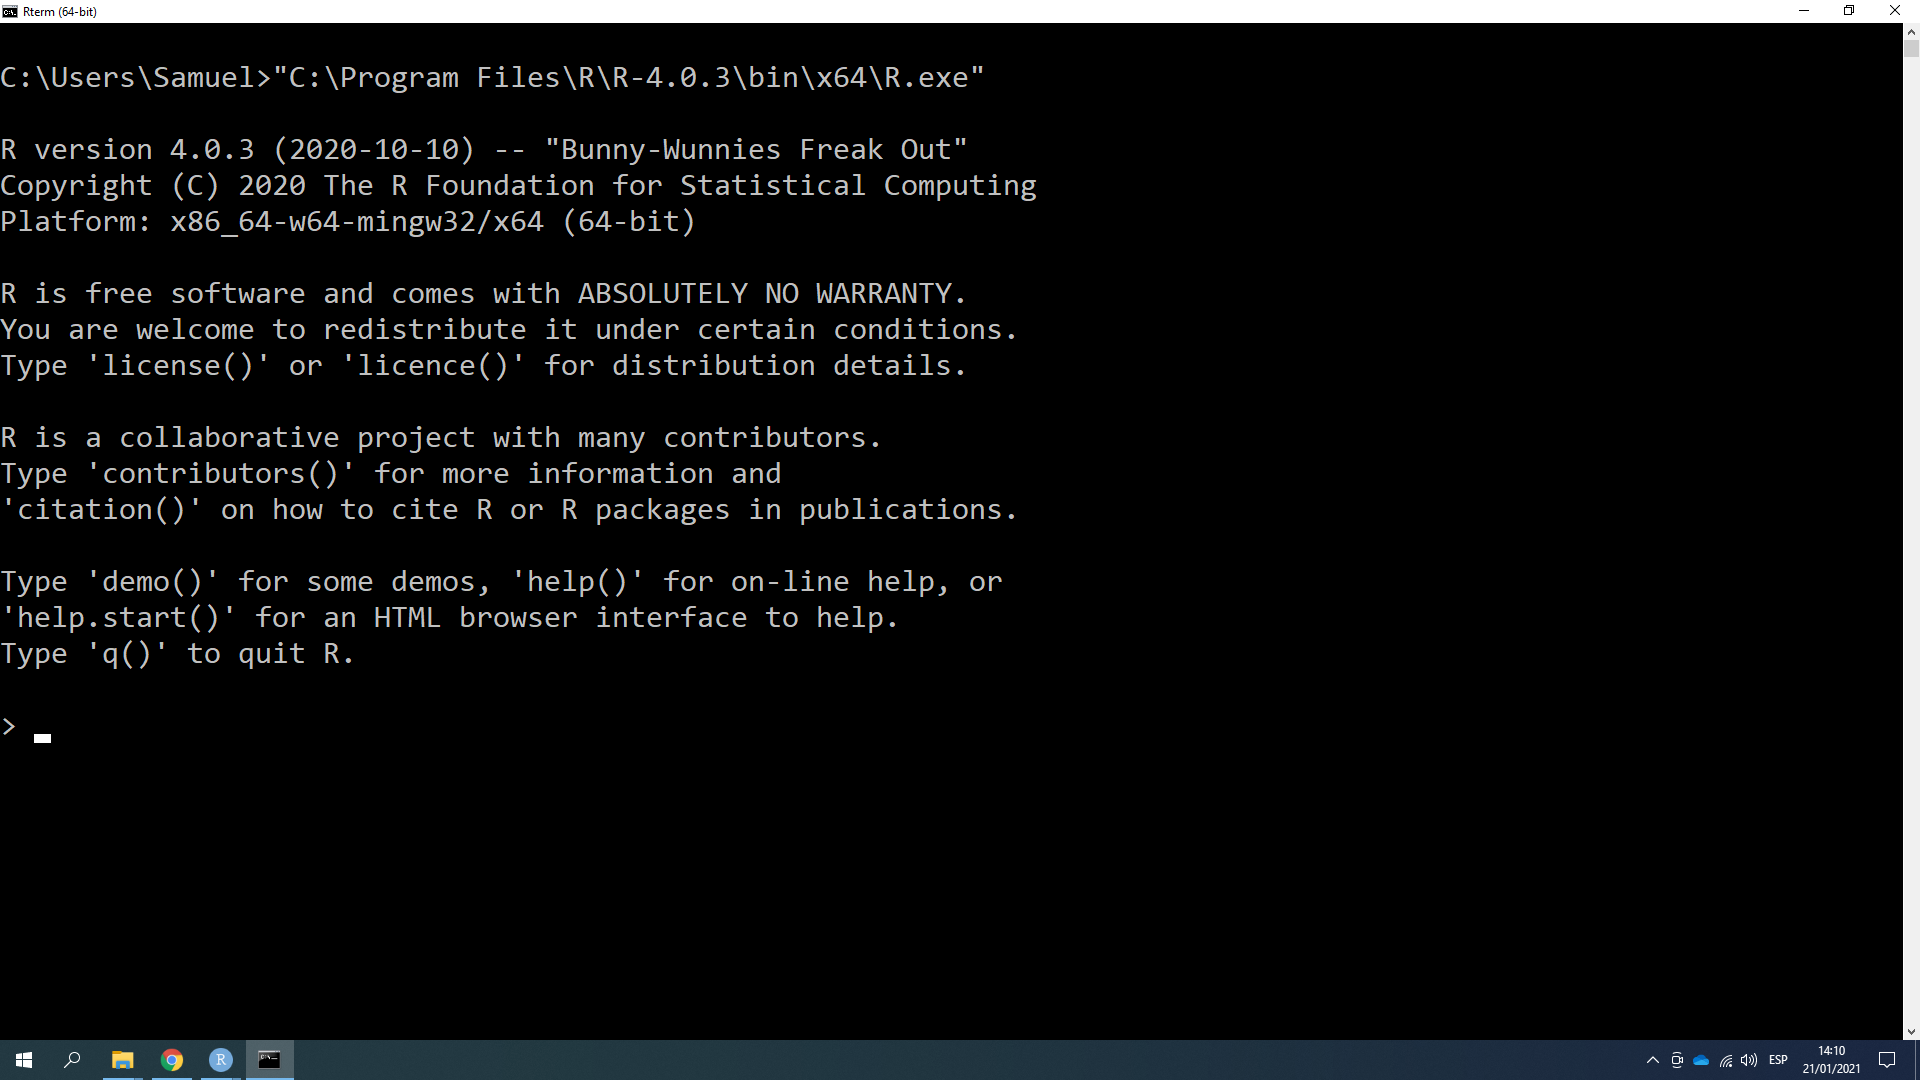 Rterm (64-bit)
C:\Users\Samuel>"C:\Program Files\R\R-4.0.3\bin\x64\R.exe"
R version 4.0.3 (2020-10-10) -- "Bunny-Wunnies Freak Out"
Copyright (C) 2020 The R Foundation for Statistical Computing
Platform: x86_64-w64-mingw32/x64 (64-bit)
R is free software and comes with ABSOLUTELY NO WARRANTY.
You are welcome to redistribute it under certain conditions.
Type 'license()' or 'licence()' for distribution details.
R is a collaborative project with many contributors.
Type 'contributors()' for more information and
'citation()' on how to cite R or R packages in publications.
Type 'demo()' for some demos, 'help()' for on-line help, or
'help.start()' for an HTML browser interface to help.
Type 'q()' to quit R.
>
R
ESP
14:10
21/01/2021